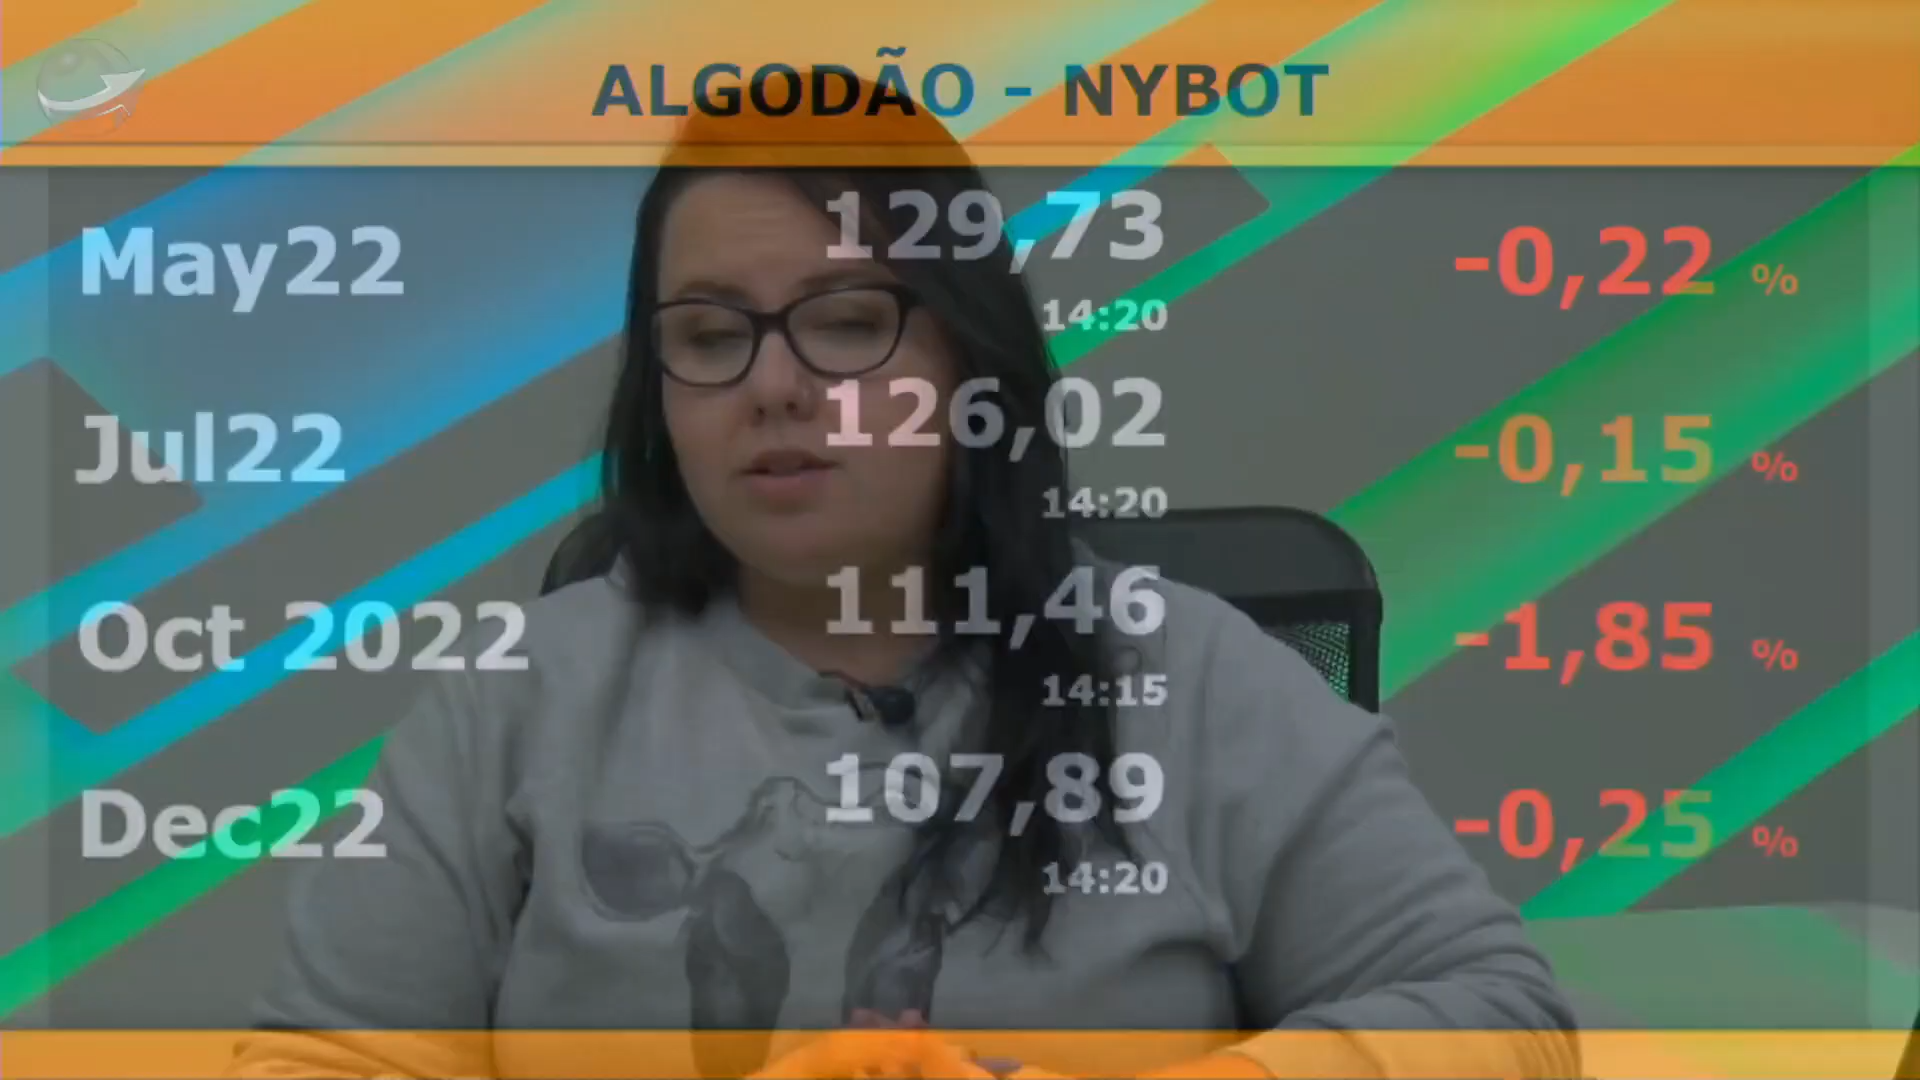 ALGODÃO - NYBOT
May22 129,73 -0,22 %
14:20
Jul22 126,02 -0,15 %
14:20
Oct 2022 111,46 -1,85 %
14:15
Dec22 107,89 -0,25 %
14:20